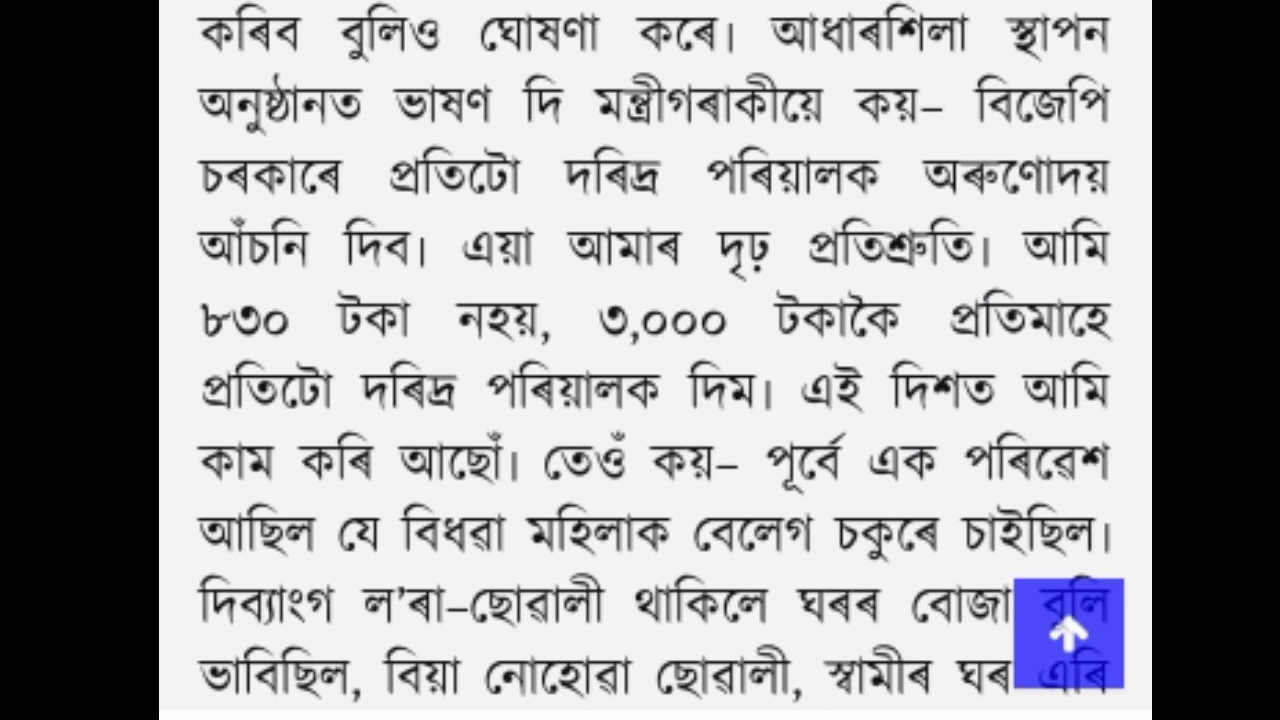 কৰিব বুলিও ঘোষণা কৰে। আধাৰশিলা স্থাপন
অনুষ্ঠানত ভাষণ দি মন্ত্ৰীগৰাকীয়ে কয়– বিজেপি
চৰকাৰে প্ৰতিটো দৰিদ্ৰ পৰিয়ালক অৰুণোদয়
আঁচনি দিব। এয়া আমাৰ দৃঢ় প্ৰতিশ্ৰুতি। আমি
৮৩০ টকা নহয়, ৩,০০০ টকাকৈ প্ৰতিমাহে
প্ৰতিটো দৰিদ্ৰ পৰিয়ালক দিম। এই দিশত আমি
কাম কৰি আছোঁ। তেওঁ কয়– পূৰ্বে এক পৰিৱেশ
আছিল যে বিধৱা মহিলাক বেলেগ চকুৰে চাইছিল।
দিব্যাংগ ল’ৰা–ছোৱালী থাকিলে ঘৰৰ বোজা বুলি
ভাবিছিল, বিয়া নোহোৱা ছোৱালী, স্বামীৰ ঘৰ এৰি